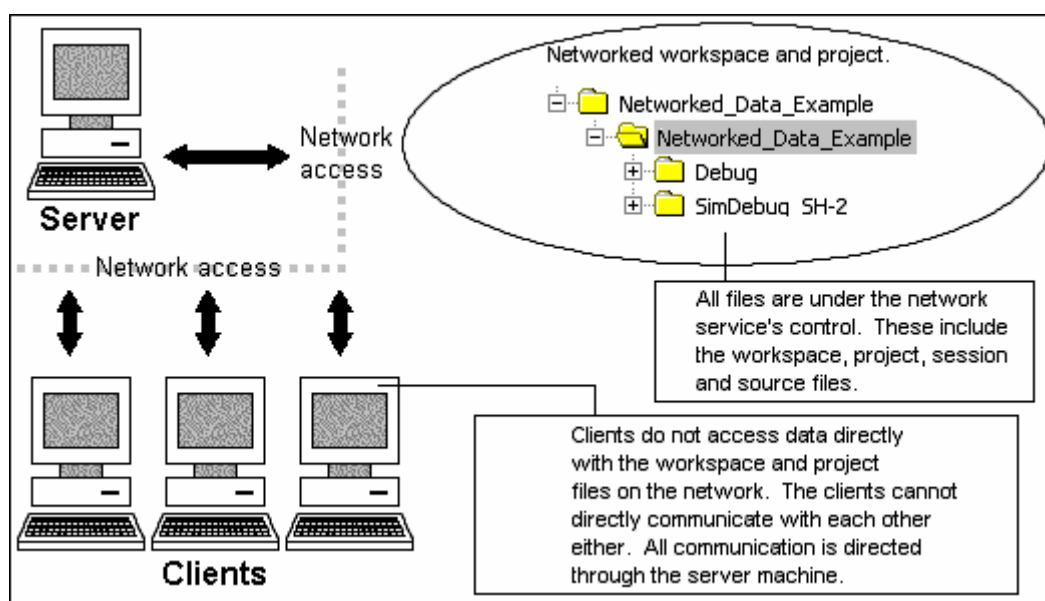 Networked workspace and project.
Networked_Data_Example
Networked_Data_Example
Debug
SimDebug SH-2
Network
access
Server
Network access
All files are under the network
service's control. These include
the workspace, project, session
and source files.
Clients do not access data directly
with the workspace and project
files on the network. The clients cannot
directly communicate with each other
either. All communication is directed
through the server machine.
Clients